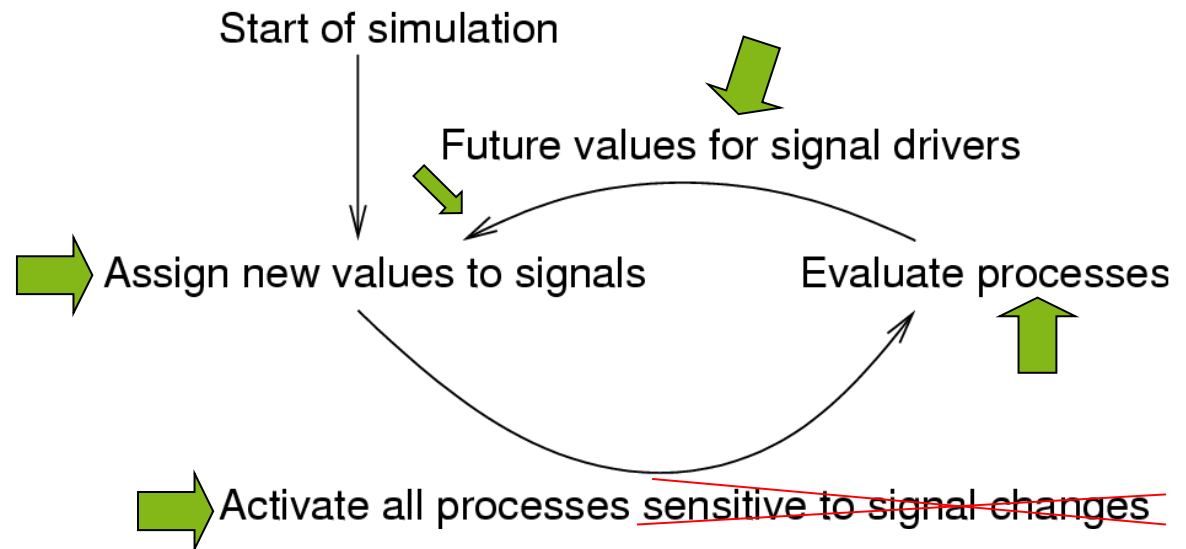 Start of simulation
Future values for signal drivers
Assign new values to signals
Evaluate processes
Activate all processes sensitive to signal changes